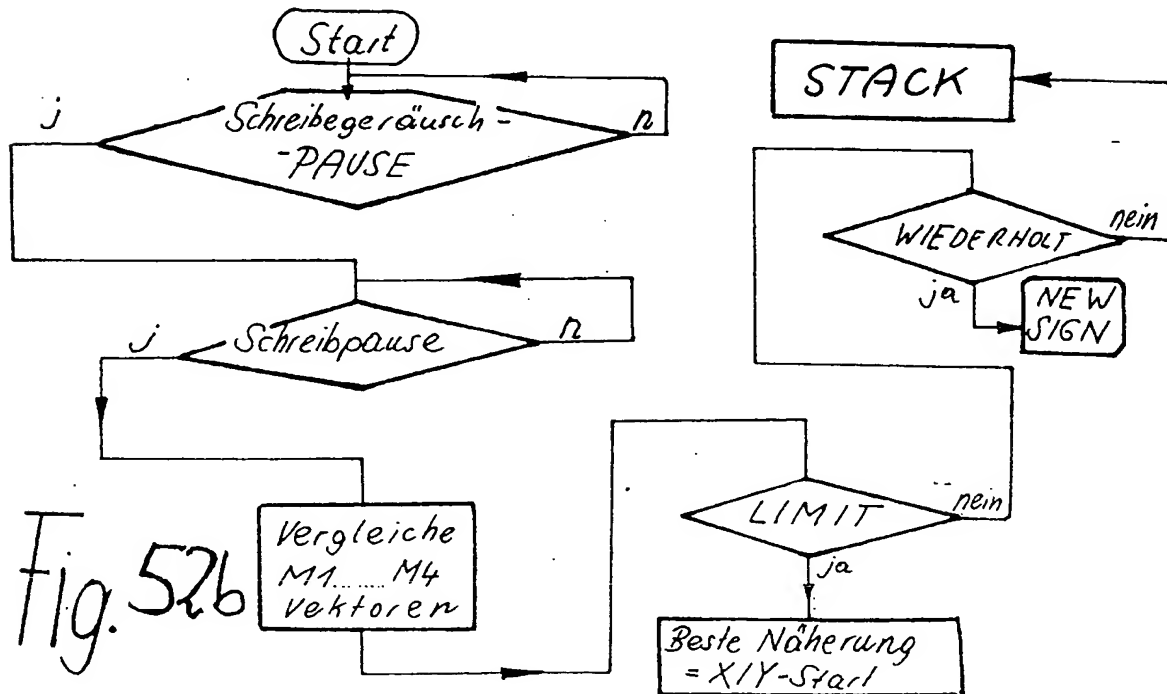 Start
j
Schreibegeräusch-
-PAUSE
n
j
Schreibpause
n
Vergleiche
M1.......M4
Vektoren
Fig. 52b
LIMIT
nein
ja
Beste Näherung
= X/Y-Start
WIEDERHOLT
nein
ja
NEW
SIGN
STACK